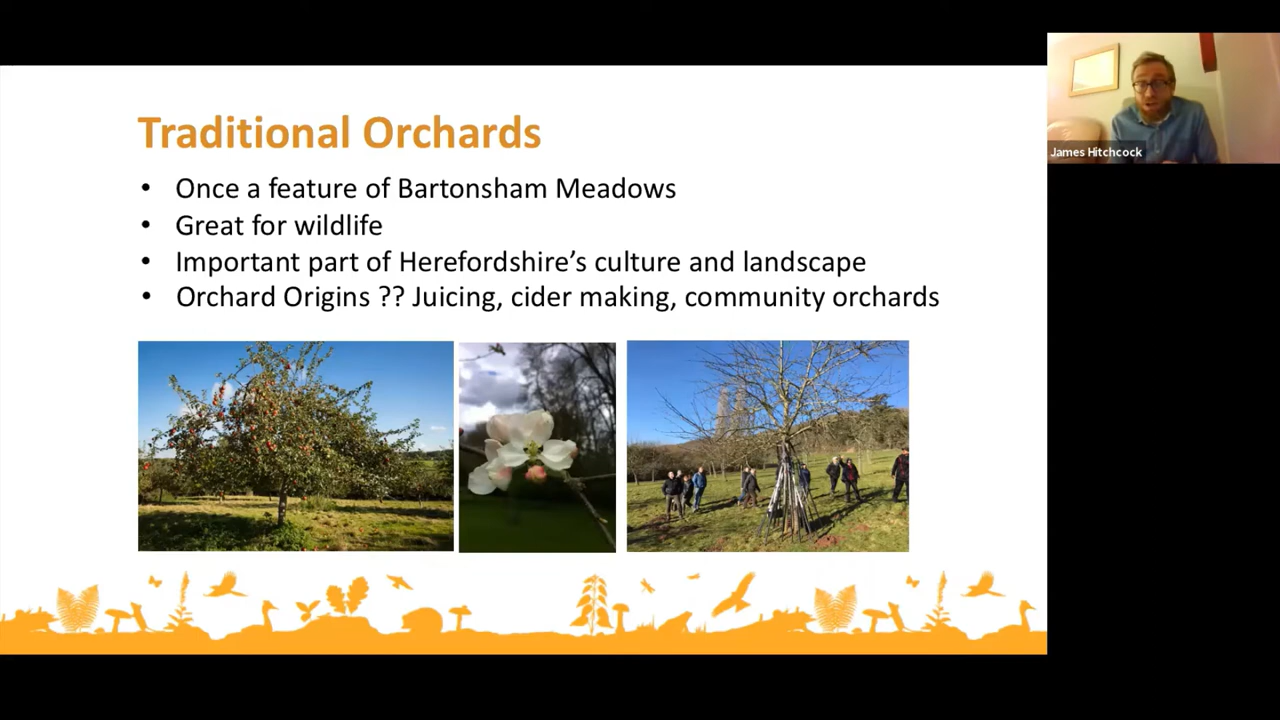 Traditional Orchards
• Once a feature of Bartonsham Meadows
• Great for wildlife
• Important part of Herefordshire’s culture and landscape
• Orchard Origins ?? Juicing, cider making, community orchards
James Hitchcock